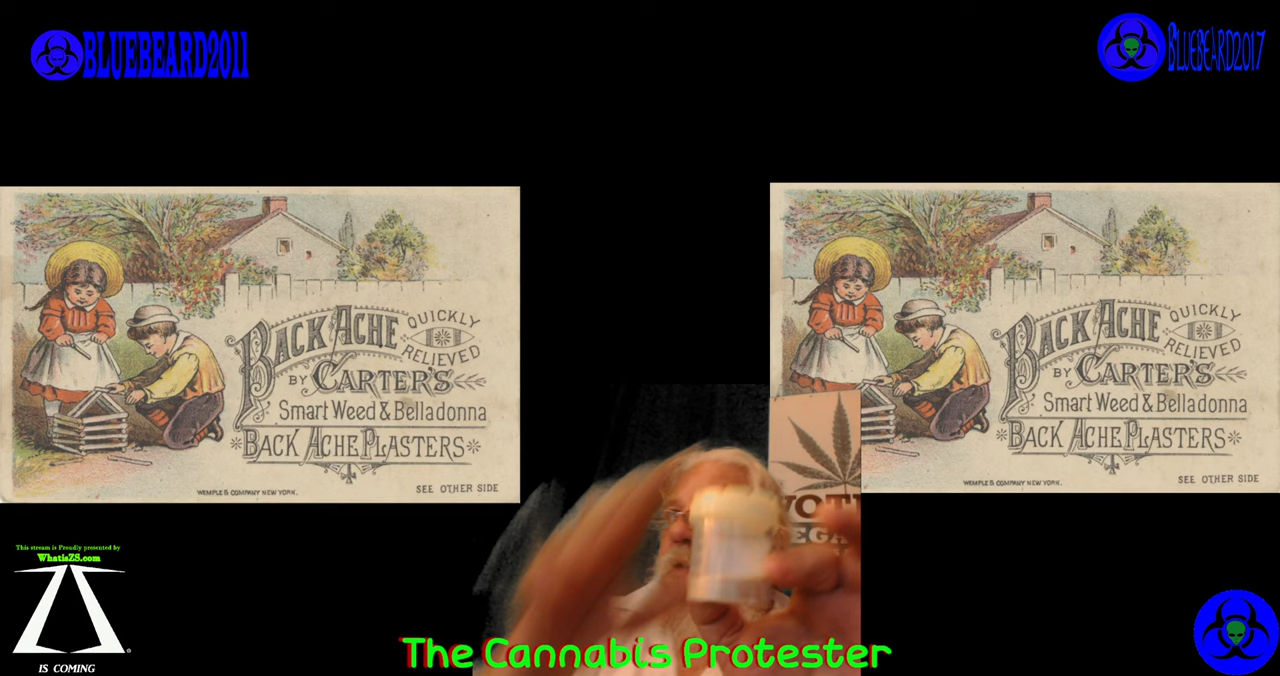 BLUEBEARD2011
BLUEBEARD2017
BACK ACHE
QUICKLY
RELIEVED
BY CARTER'S
Smart Weed & Belladonna
BACK ACHE PLASTERS
WEMPLE & COMPANY NEW YORK.
SEE OTHER SIDE
BACK ACHE
QUICKLY
RELIEVED
BY CARTER'S
Smart Weed & Belladonna
BACK ACHE PLASTERS
WEMPLE & COMPANY NEW YORK.
SEE OTHER SIDE
This stream is Proudly presented by
WhatisZS.com
IS COMING
The Cannabis Protester